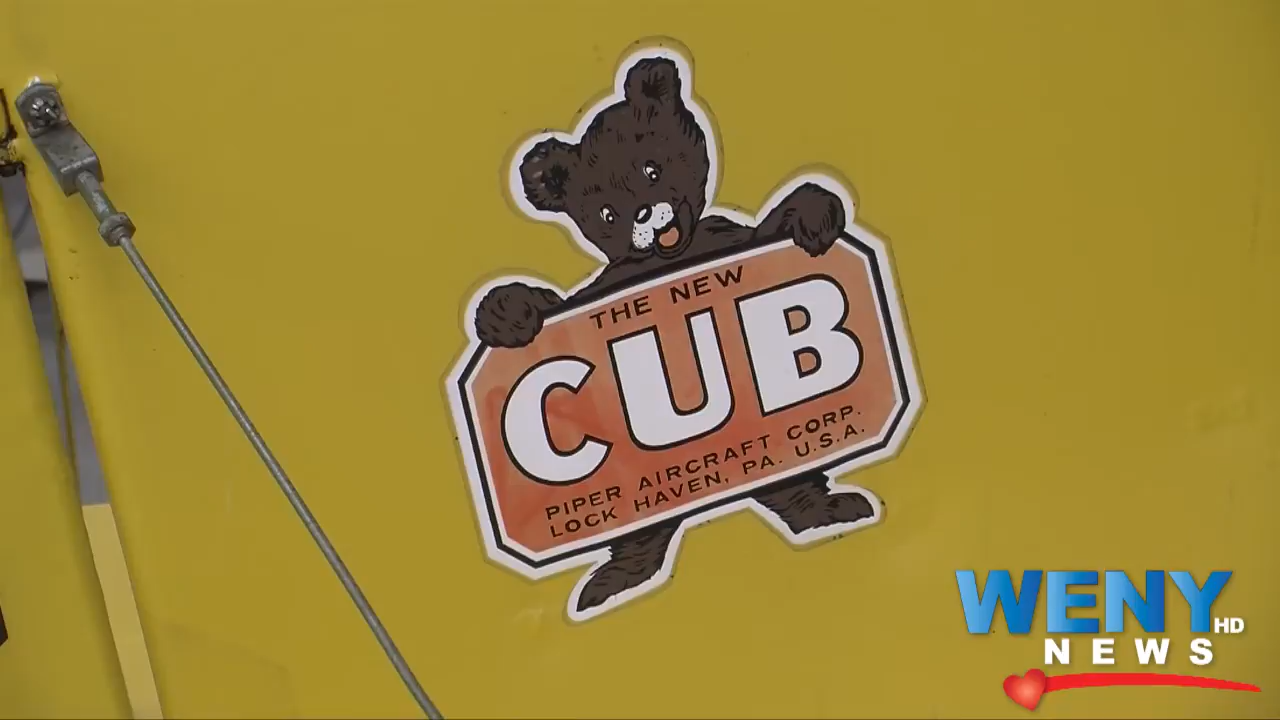 THE NEW
CUB
PIPER AIRCRAFT CORP.
LOCK HAVEN, PA. U.S.A.
WENY HD
NEWS